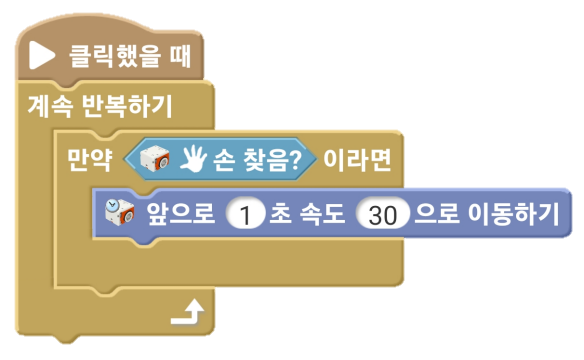 클릭했을 때
계속 반복하기
만약 손 찾음? 이라면
앞으로 1 초 속도 30 으로 이동하기